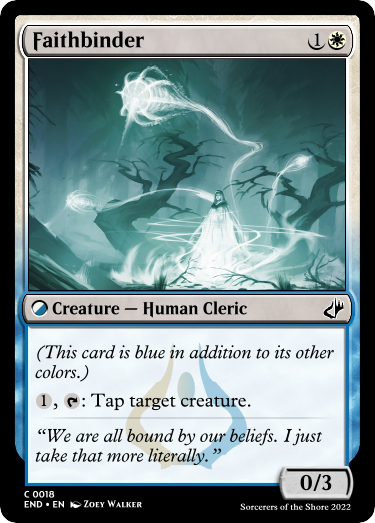 Faithbinder 1
Creature — Human Cleric
(This card is blue in addition to its other
colors.)
1, : Tap target creature.
“We are all bound by our beliefs. I just
take that more literally.”
0/3
C 0018
END • EN Zoey Walker
Sorcerers of the Shore 2022